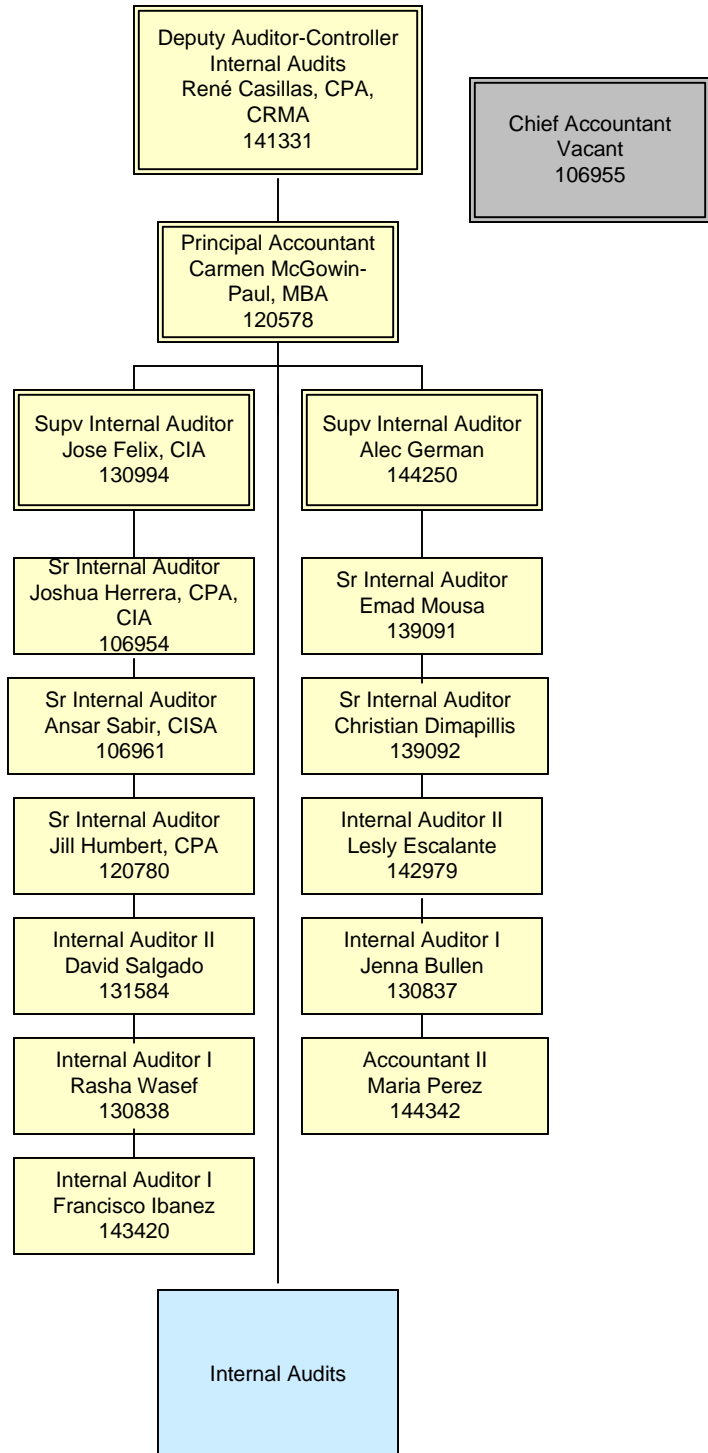 Deputy Auditor-Controller
Internal Audits
René Casillas, CPA,
CRMA
141331
Chief Accountant
Vacant
106955
Principal Accountant
Carmen McGowin-
Paul, MBA
120578
Supv Internal Auditor
Jose Felix, CIA
130994
Sr Internal Auditor
Joshua Herrera, CPA,
CIA
106954
Sr Internal Auditor
Ansar Sabir, CISA
106961
Sr Internal Auditor
Jill Humbert, CPA
120780
Internal Auditor II
David Salgado
131584
Internal Auditor I
Rasha Wasef
130838
Internal Auditor I
Francisco Ibanez
143420
Supv Internal Auditor
Alec German
144250
Sr Internal Auditor
Emad Mousa
139091
Sr Internal Auditor
Christian Dimapillis
139092
Internal Auditor II
Lesly Escalante
142979
Internal Auditor I
Jenna Bullen
130837
Accountant II
Maria Perez
144342
Internal Audits